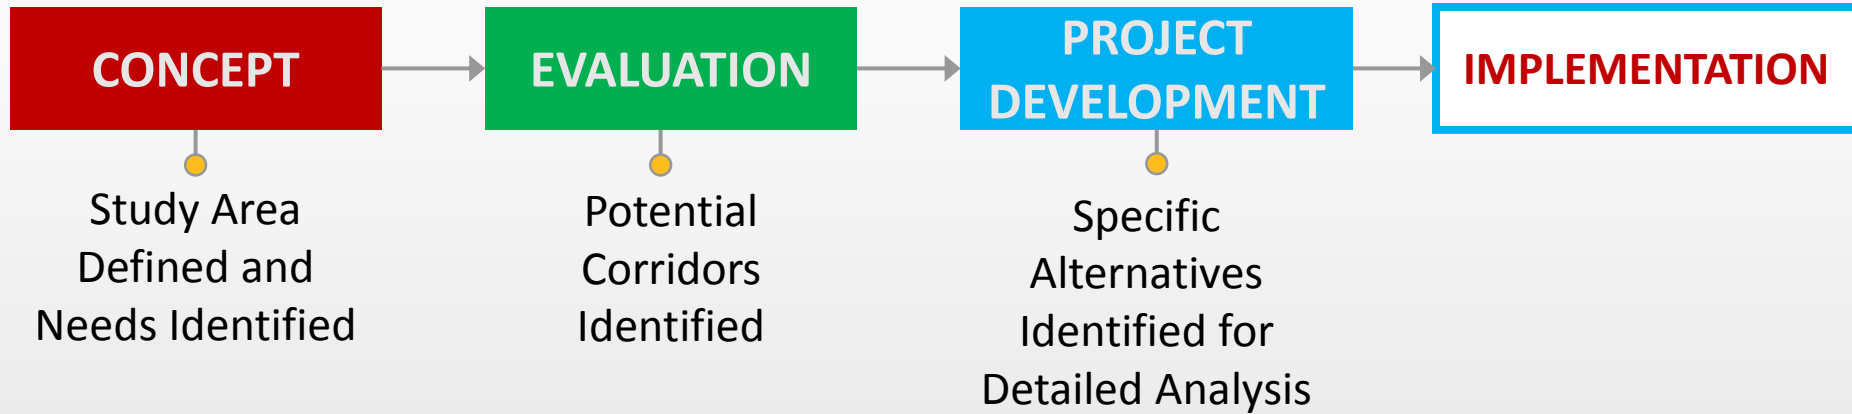 CONCEPT
Study Area
Defined and
Needs Identified
EVALUATION
Potential
Corridors
Identified
PROJECT
DEVELOPMENT
Specific
Alternatives
Identified for
Detailed Analysis
IMPLEMENTATION